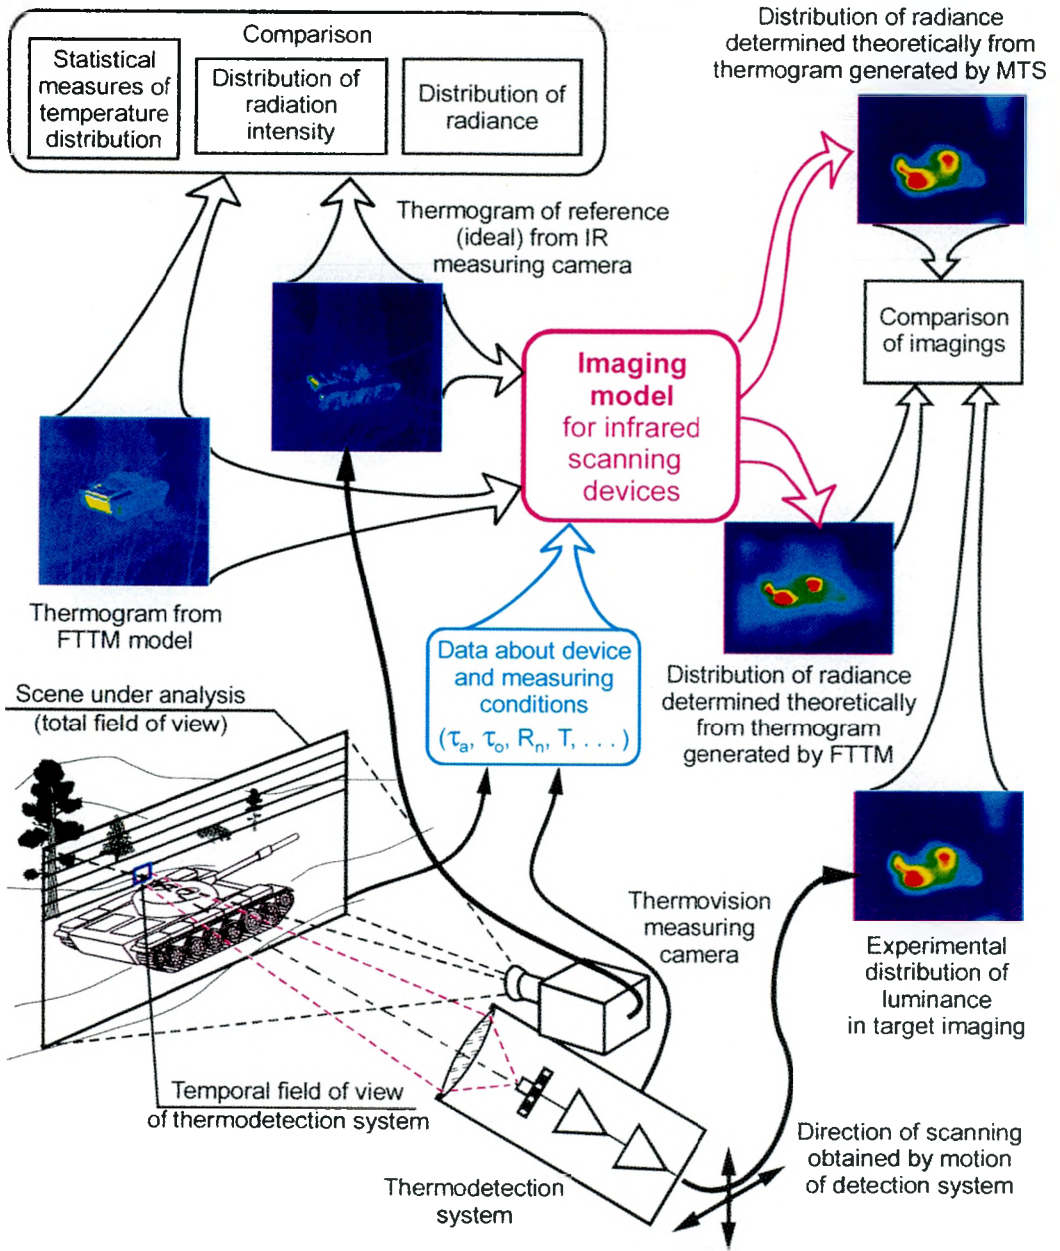 Comparison
Statistical
measures of
temperature
distribution
Distribution of
radiation
intensity
Distribution of
radiance
Distribution of radiance
determined theoretically from
thermogram generated by MTS
Thermogram of reference
(ideal) from IR
measuring camera
Comparison
of imagings
Imaging
model
for infrared
scanning
devices
Thermogram from
FTTM model
Data about device
and measuring
conditions
(τa, τo, Rn, T, . . . )
Distribution of radiance
determined theoretically
from thermogram
generated by FTTM
Scene under analysis
(total field of view)
Thermovision
measuring
camera
Experimental
distribution of
luminance
in target imaging
Temporal field of view
of thermodetection system
Direction of scanning
obtained by motion
of detection system
Thermodetection
system